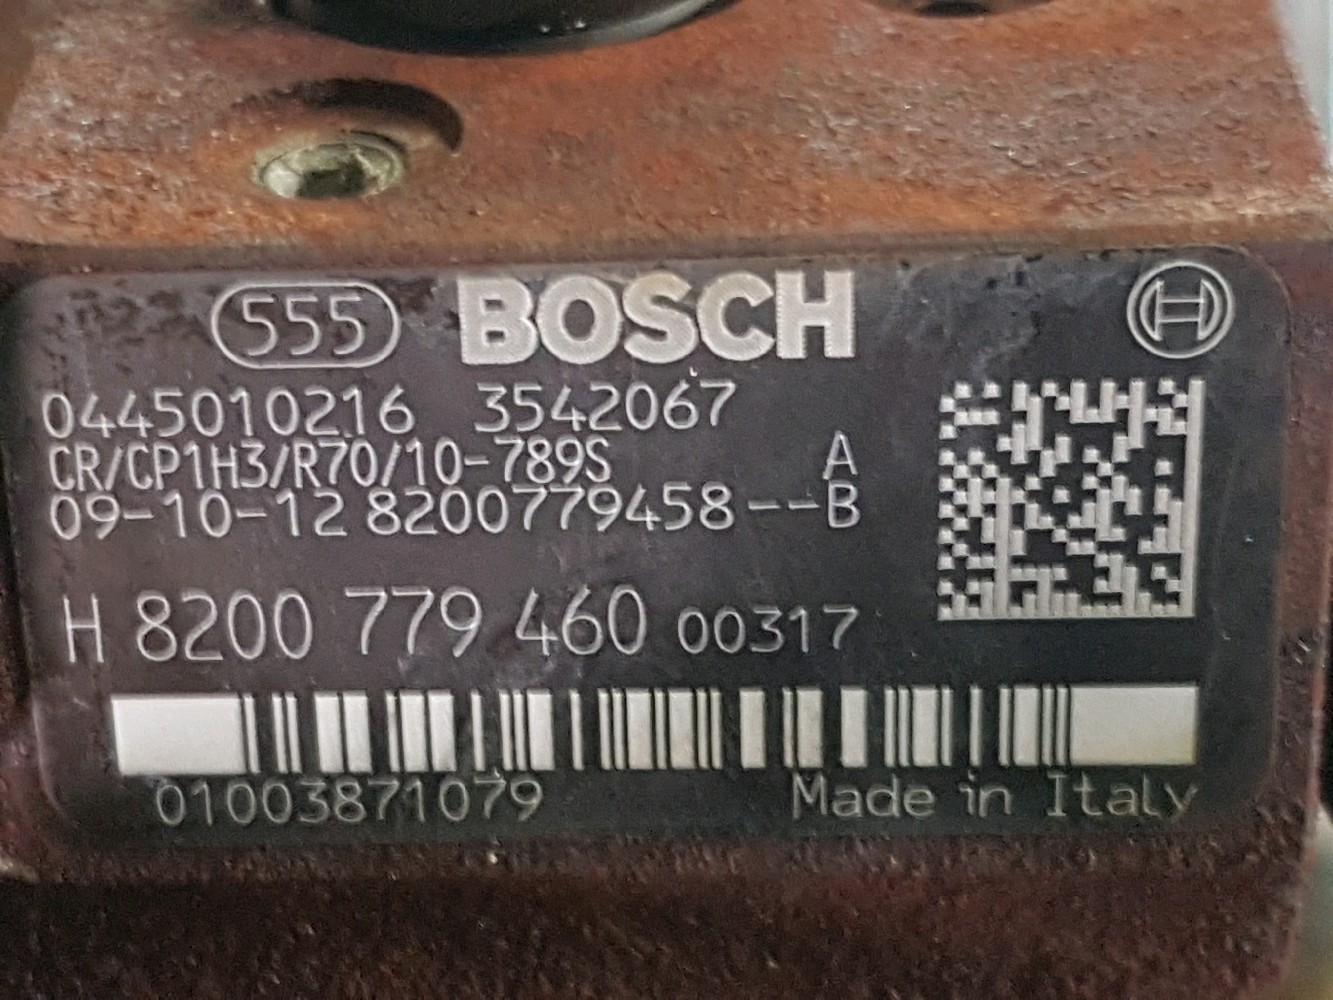 555 BOSCH
0445010216 3542067
CR/CP1H3/R70/10-789S A
09-10-12 8200779458--B
H 8200 779 460 00317
01003871079 Made in Italy